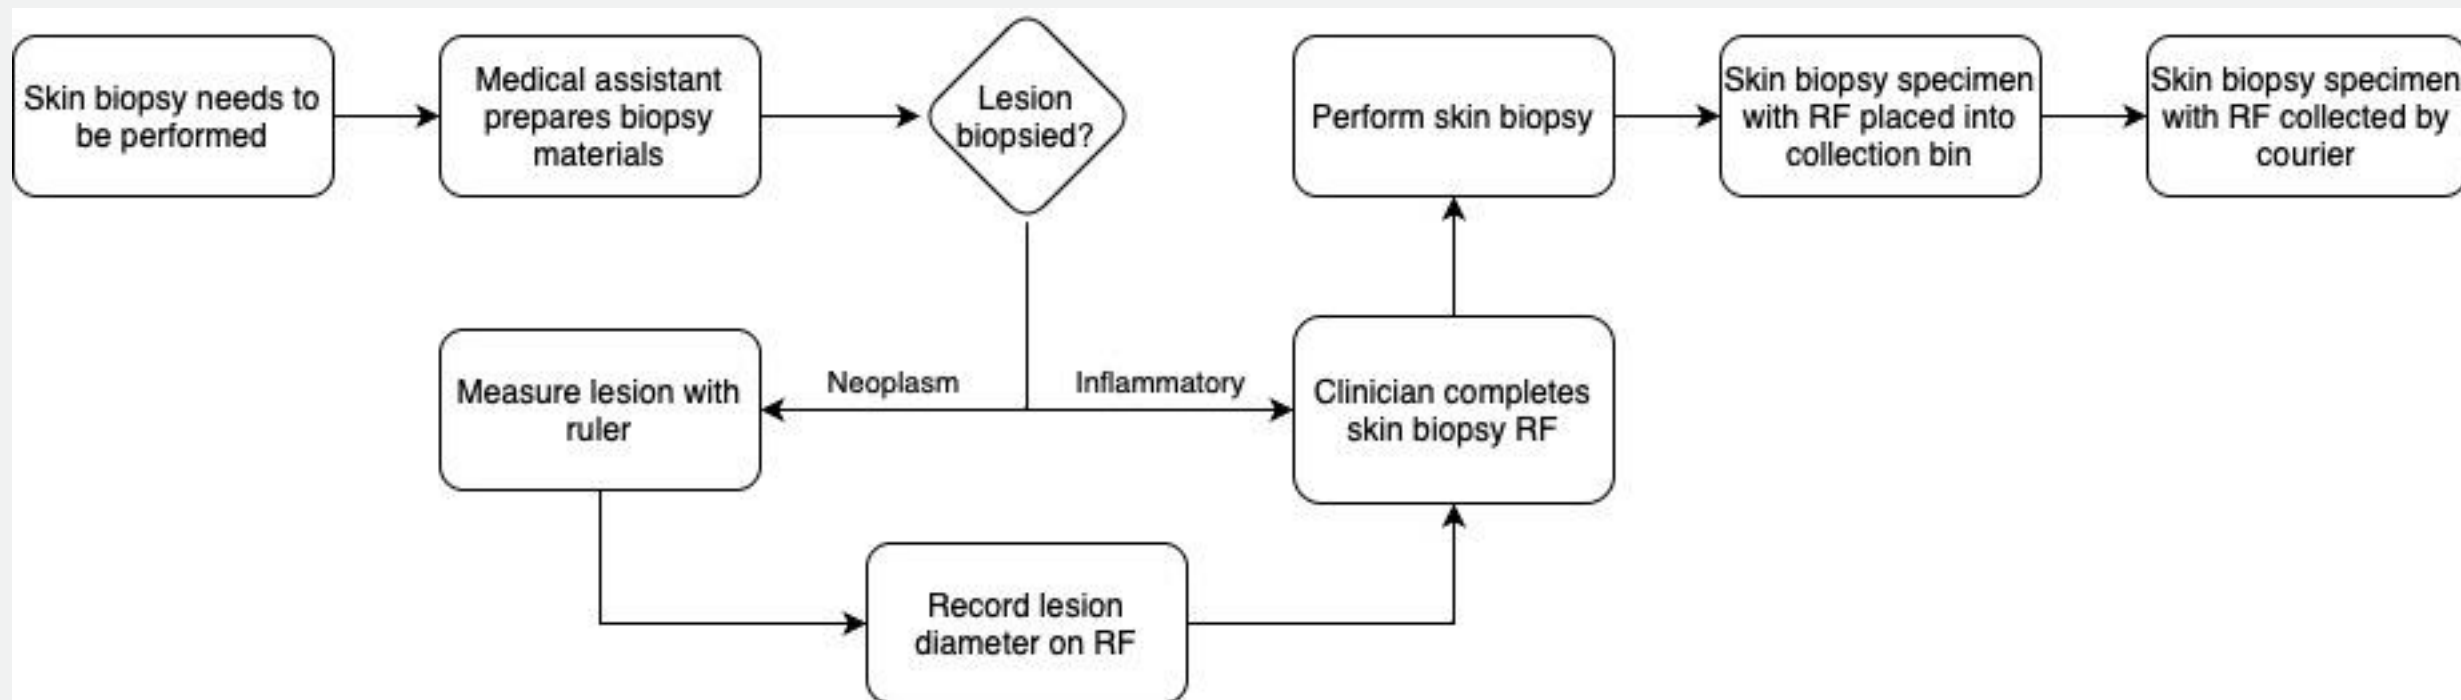 Skin biopsy needs to
be performed
Medical assistant
prepares biopsy
materials
Lesion
biopsied?
Neoplasm
Measure lesion with
ruler
Record lesion
diameter on RF
Inflammatory
Clinician completes
skin biopsy RF
Perform skin biopsy
Skin biopsy specimen
with RF placed into
collection bin
Skin biopsy specimen
with RF collected by
courier